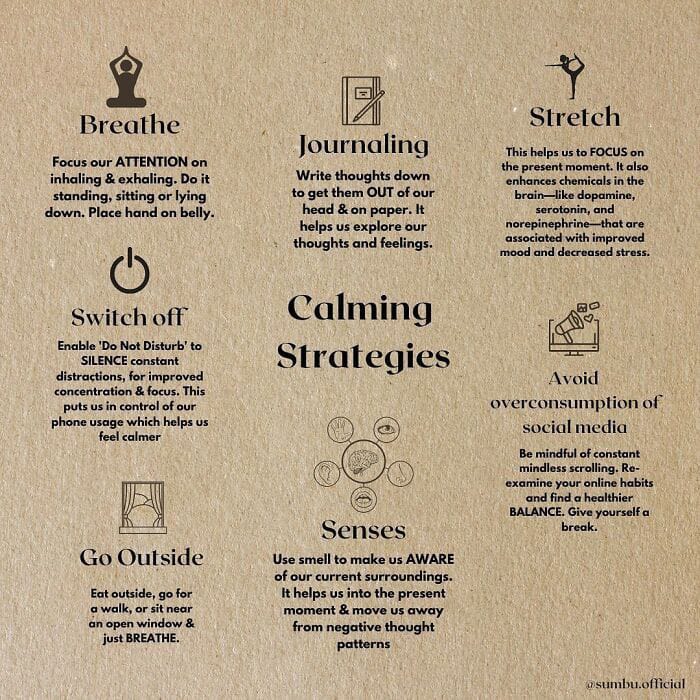 Breathe
Focus our ATTENTION on
inhaling & exhaling. Do it
standing, sitting or lying
down. Place hand on belly.
Journaling
Write thoughts down
to get them OUT of our
head & on paper. It
helps us explore our
thoughts and feelings.
Stretch
This helps us to FOCUS on
the present moment. It also
enhances chemicals in the
brain—like dopamine,
serotonin, and
norepinephrine—that are
associated with improved
mood and decreased stress.
Switch off
Enable 'Do Not Disturb' to
SILENCE constant
distractions, for improved
concentration & focus. This
puts us in control of our
phone usage which helps us
feel calmer
Calming
Strategies
Avoid
overconsumption of
social media
Be mindful of constant
mindless scrolling. Re-
examine your online habits
and find a healthier
BALANCE. Give yourself a
break.
Go Outside
Eat outside, go for
a walk, or sit near
an open window &
just BREATHE.
Senses
Use smell to make us AWARE
of our current surroundings.
It helps us into the present
moment & move us away
from negative thought
patterns
@sumbu.official